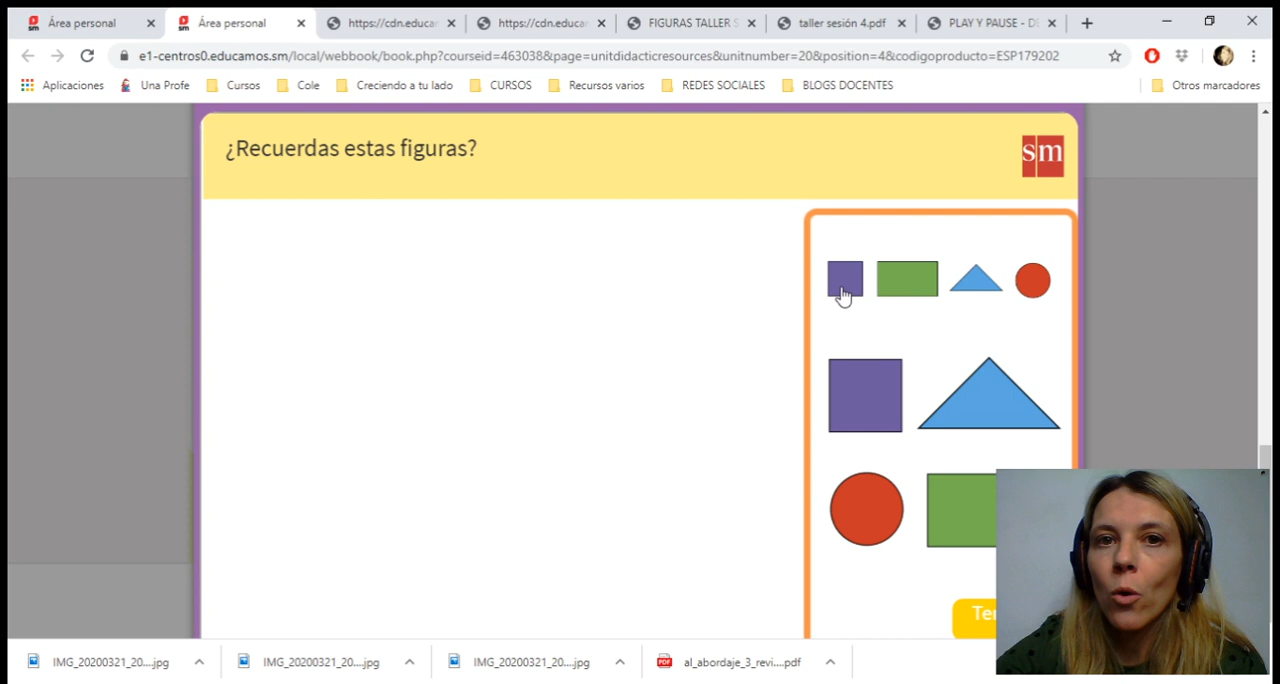 Área personal
Área personal
https://cdn.educar
https://cdn.educa
FIGURAS TALLER S
taller sesión 4.pdf
PLAY Y PAUSE - DE
e1-centros0.educamos.sm/local/webbook/book.php?courseid=463038&page=unitdidacticresources&unitnumber=20&position=4&codigoproducto=ESP179202
Aplicaciones Una Profe Cursos Cole Creciendo a tu lado CURSOS Recursos varios REDES SOCIALES BLOGS DOCENTES Otros marcadores
¿Recuerdas estas figuras?
sm
IMG_20200321_20....jpg
IMG_20200321_20....jpg
IMG_20200321_20....jpg
al_abordaje_3_revi....pdf